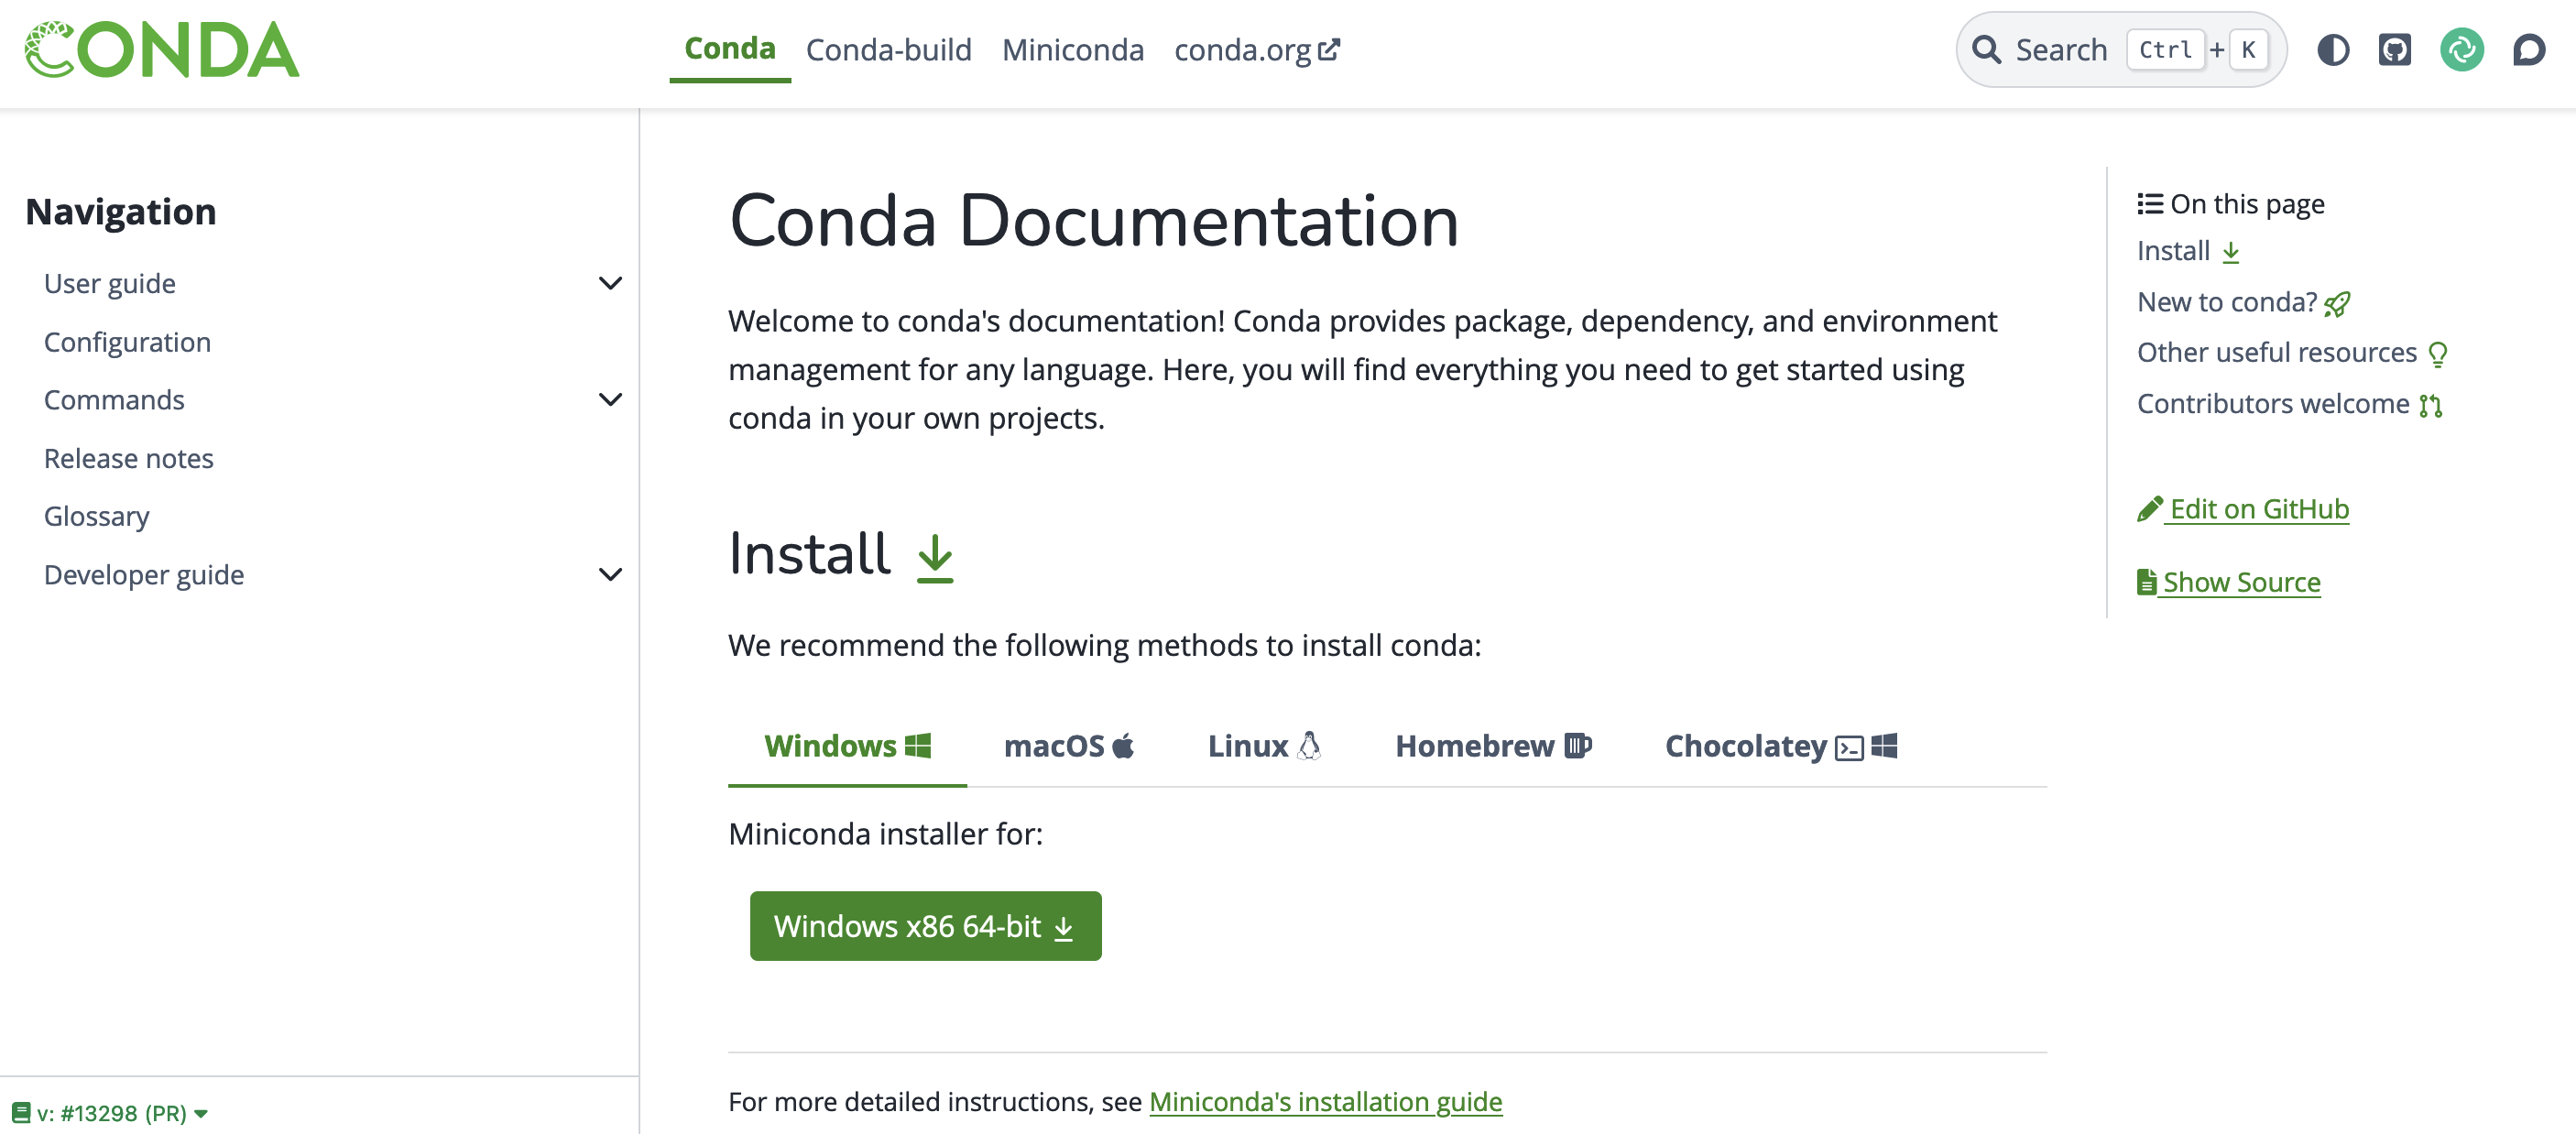 CONDA
Conda Conda-build Miniconda conda.org
Search Ctrl + K
Navigation
User guide
Configuration
Commands
Release notes
Glossary
Developer guide
v: #13298 (PR)
Conda Documentation
Welcome to conda's documentation! Conda provides package, dependency, and environment
management for any language. Here, you will find everything you need to get started using
conda in your own projects.
Install
We recommend the following methods to install conda:
Windows macOS Linux Homebrew Chocolatey
Miniconda installer for:
Windows x86 64-bit
For more detailed instructions, see Miniconda's installation guide
On this page
Install
New to conda?
Other useful resources
Contributors welcome
Edit on GitHub
Show Source